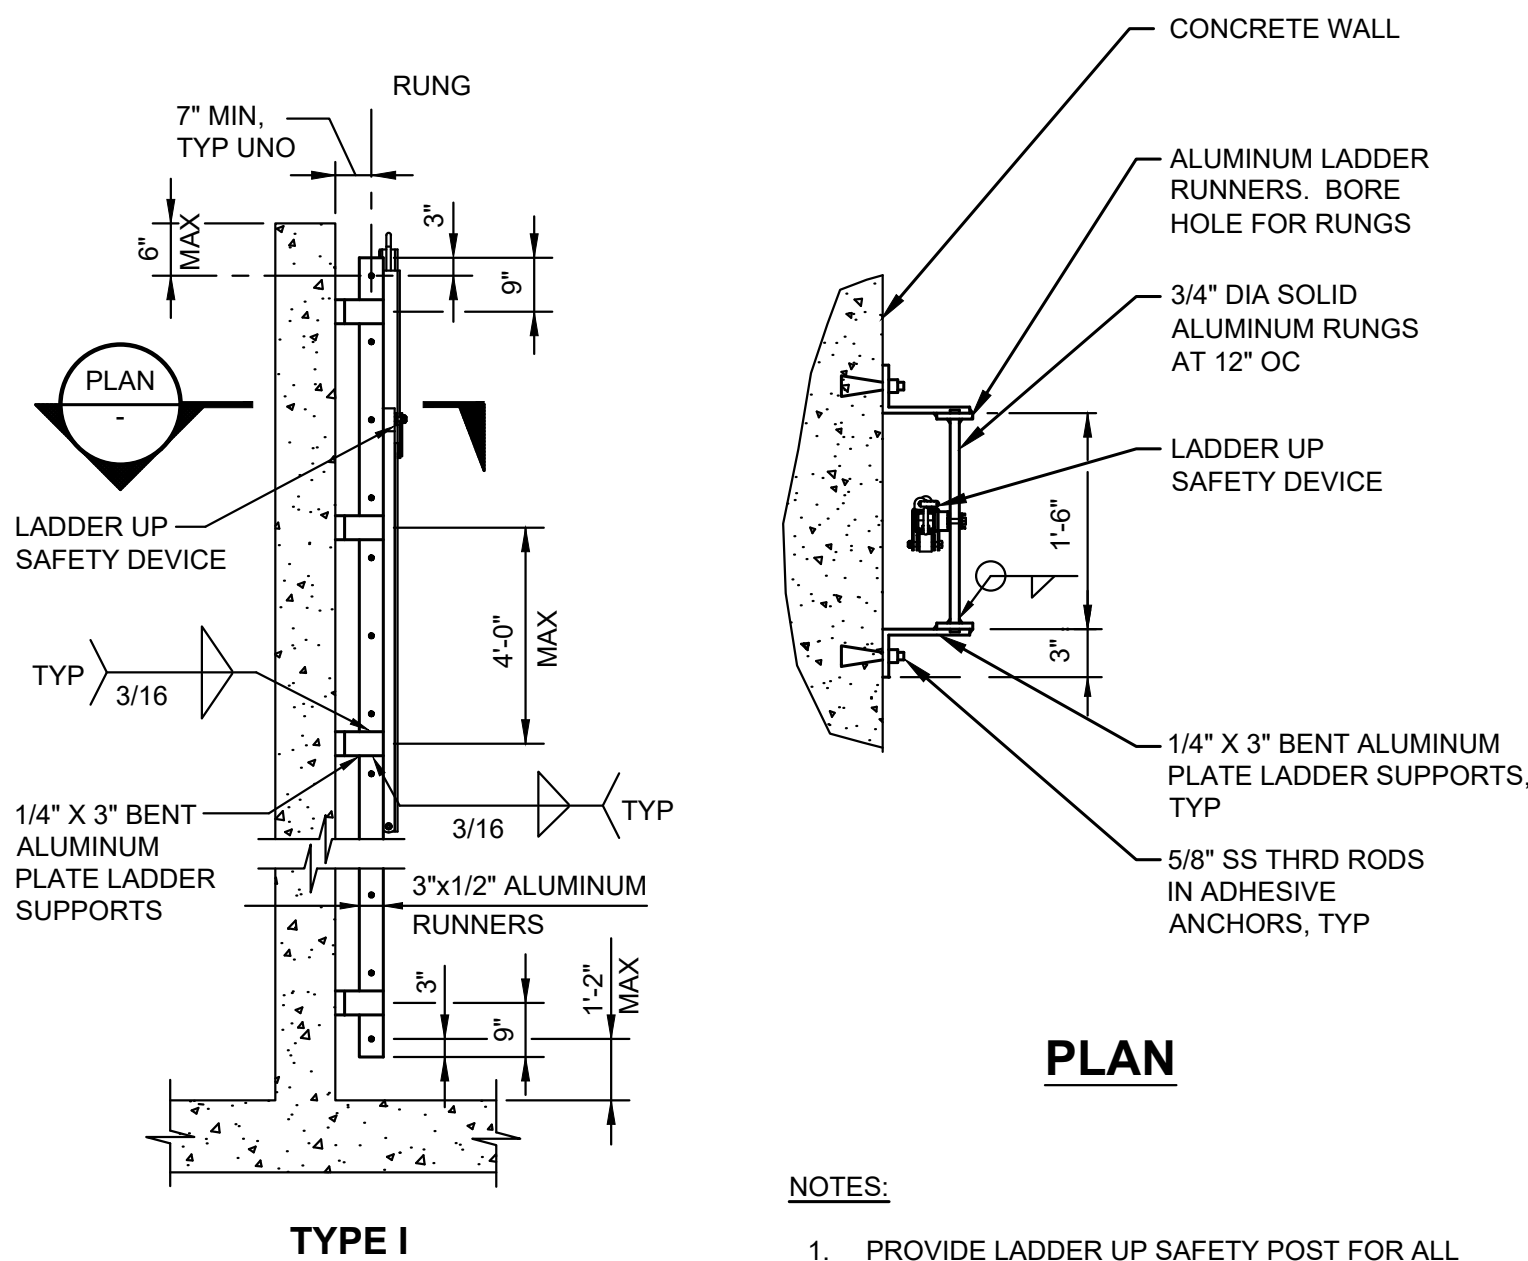 RUNG
7" MIN,
TYP UNO
6"
MAX
3"
9"
PLAN
-
LADDER UP
SAFETY DEVICE
4'-0"
MAX
TYP
3/16
1/4" X 3" BENT
ALUMINUM
PLATE LADDER
SUPPORTS
3/16
TYP
3"x1/2" ALUMINUM
RUNNERS
3"
9"
1'-2"
MAX
TYPE I
CONCRETE WALL
ALUMINUM LADDER
RUNNERS. BORE
HOLE FOR RUNGS
3/4" DIA SOLID
ALUMINUM RUNGS
AT 12" OC
LADDER UP
SAFETY DEVICE
1'-6"
3"
1/4" X 3" BENT ALUMINUM
PLATE LADDER SUPPORTS,
TYP
5/8" SS THRD RODS
IN ADHESIVE
ANCHORS, TYP
PLAN
NOTES:
1. PROVIDE LADDER UP SAFETY POST FOR ALL